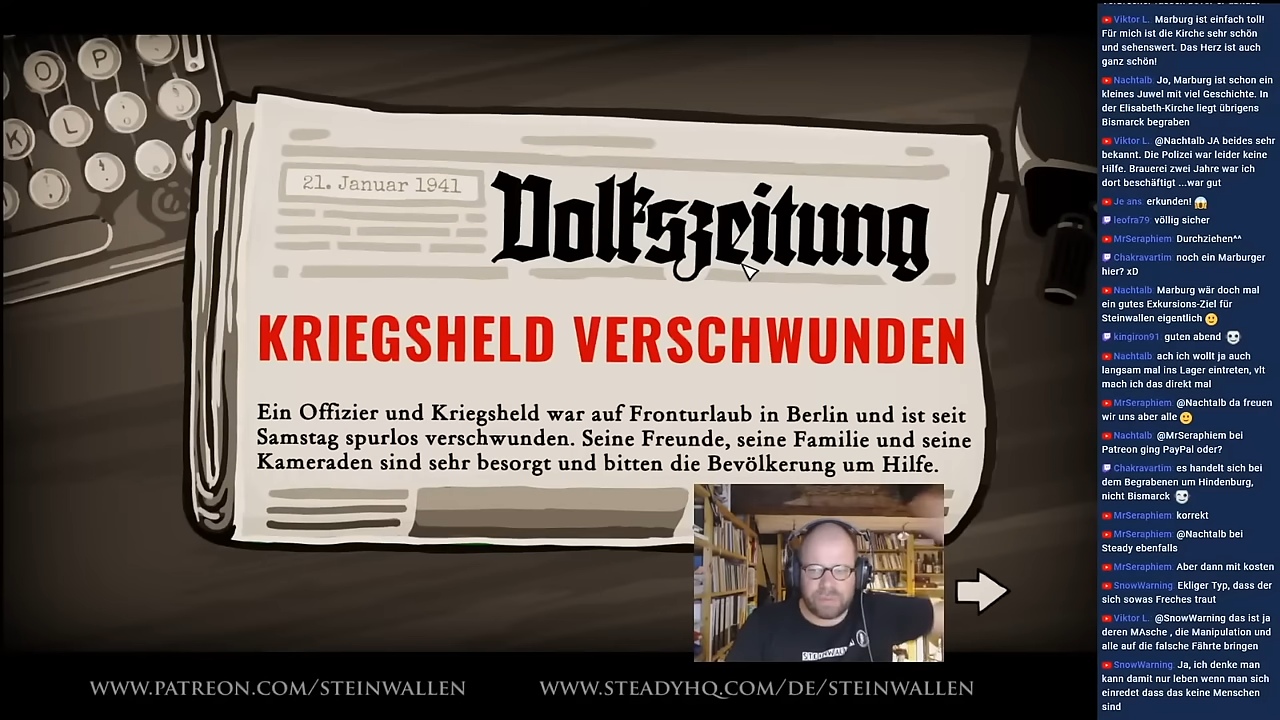 O
P
K
L
21. Januar 1941
Volkszeitung
KRIEGSHELD VERSCHWUNDEN
Ein Offizier und Kriegsheld war auf Fronturlaub in Berlin und ist seit
Samstag spurlos verschwunden. Seine Freunde, seine Familie und seine
Kameraden sind sehr besorgt und bitten die Bevölkerung um Hilfe.
WWW.PATREON.COM/STEINWALLEN
WWW.STEADYHQ.COM/DE/STEINWALLEN
Viktor L. Marburg ist einfach toll!
Für mich ist die Kirche sehr schön
und sehenswert. Das Herz ist auch
ganz schön!
Nachtalb Jo, Marburg ist schon ein
kleines Juwel mit viel Geschichte. In
der Elisabeth-Kirche liegt übrigens
Bismarck begraben
Viktor L. @Nachtalb JA beides sehr
bekannt. Die Polizei war leider keine
Hilfe. Brauerei zwei Jahre war ich
dort beschäftigt ...war gut
Je ans erkunden!
leofra79 völlig sicher
MrSeraphiem Durchziehen^^
Chakravartim noch ein Marburger
hier? xD
Nachtalb Marburg wär doch mal
ein gutes Exkursions-Ziel für
Steinwallen eigentlich
kingiron91 guten abend
Nachtalb ach ich wollt ja auch
langsam mal ins Lager eintreten, vlt
mach ich das direkt mal
MrSeraphiem @Nachtalb da freuen
wir uns aber alle
Nachtalb @MrSeraphiem bei
Patreon ging PayPal oder?
Chakravartim es handelt sich bei
dem Begrabenen um Hindenburg,
nicht Bismarck
MrSeraphiem korrekt
MrSeraphiem @Nachtalb bei
Steady ebenfalls
MrSeraphiem Aber dann mit kosten
SnowWarning Ekliger Typ, dass der
sich sowas Freches traut
Viktor L. @SnowWarning das ist ja
deren MAsche , die Manipulation und
alle auf die falsche Fährte bringen
SnowWarning Ja, ich denke man
kann damit nur leben wenn man sich
einredet dass das keine Menschen
sind